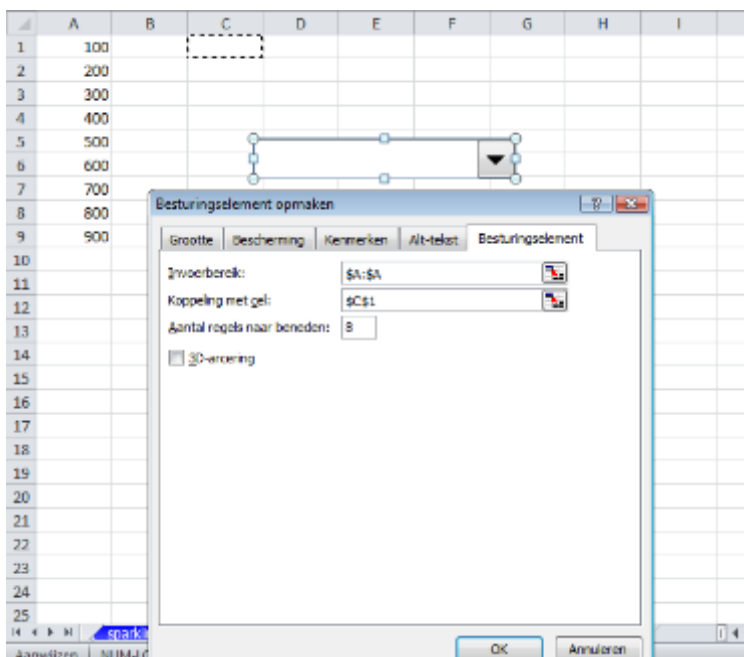 A B C D E F G H I
1 100
2 200
3 300
4 400
5 500
6 600
7 700
8 800
9 900
10
11
12
13
14
15
16
17
18
19
20
21
22
23
24
25
Besturingselement opmaken
Grootte Bescherming Kenmerken Alt-tekst Besturingselement
Invoerbereik: $A:$A
Koppeling met cel: $C$1
Aantal regels naar beneden: 8
3D-arcering
OK Annuleren
Aanwijzen